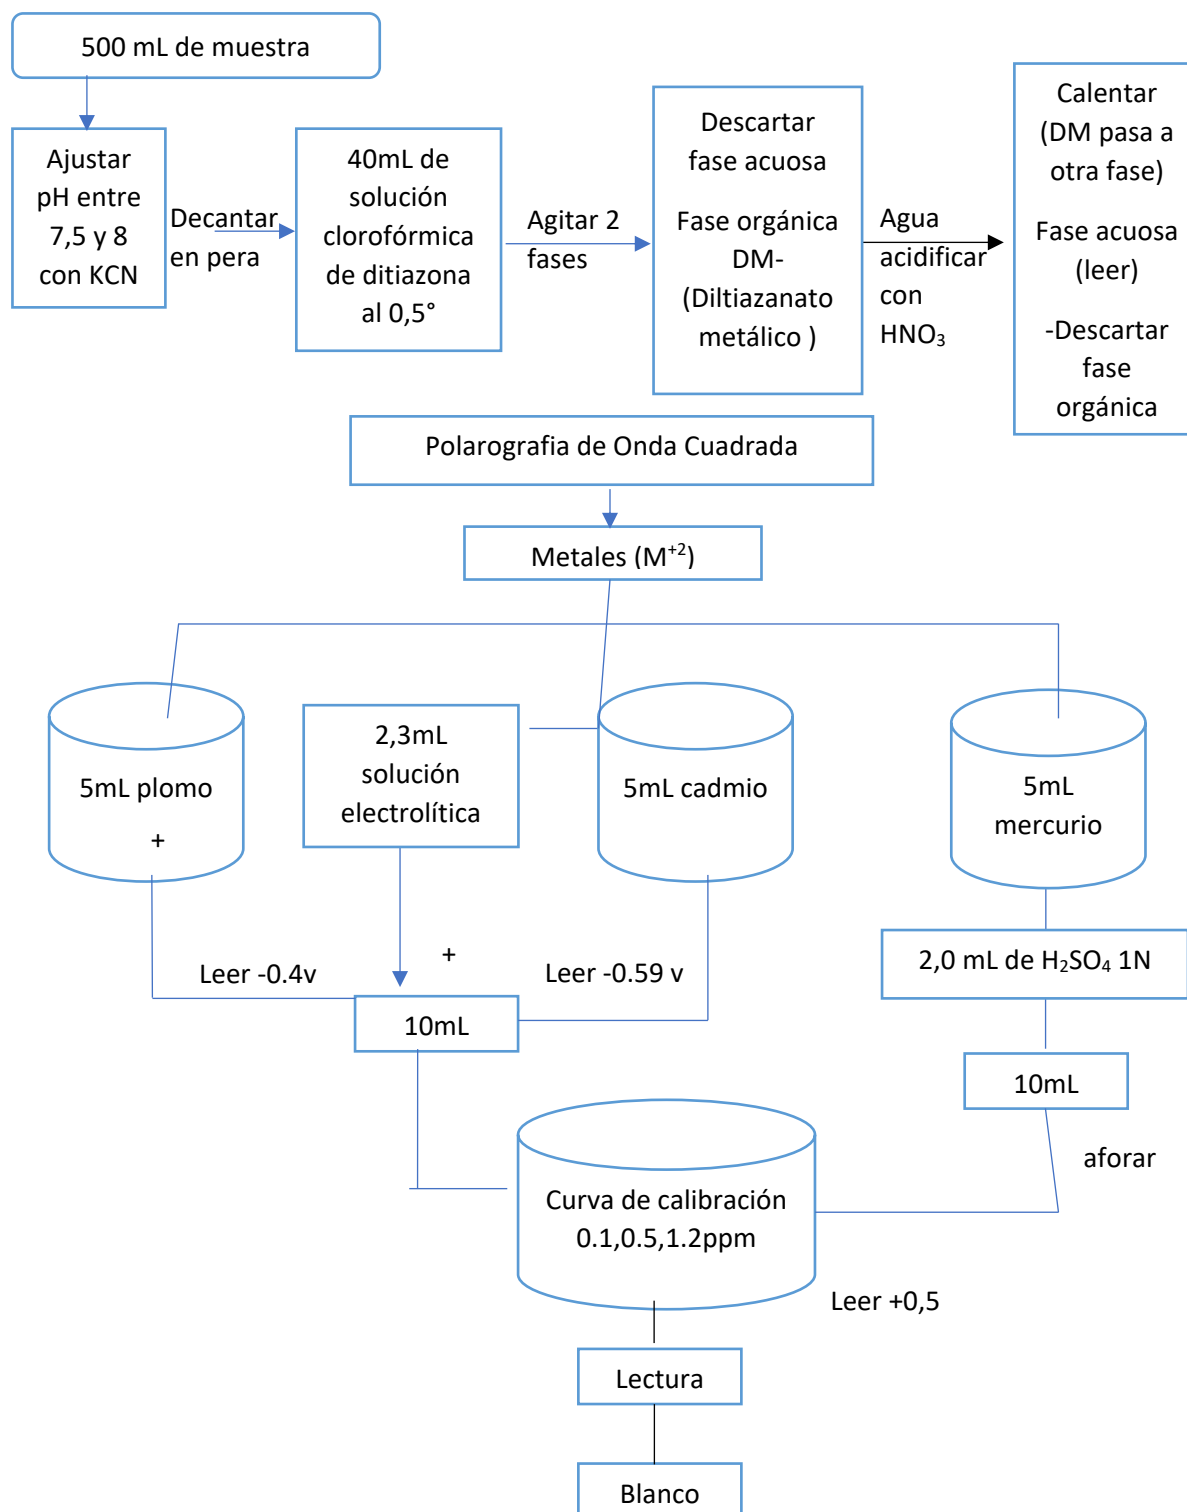 500 mL de muestra
Ajustar
pH entre
7,5 y 8
con KCN
Decantar
en pera
40mL de
solución
clorofórmica
de ditiazona
al 0,5°
Agitar 2
fases
Descartar
fase acuosa
Fase orgánica
DM-
(Diltiazanato
metálico )
Agua
acidificar
con
HNO₃
Calentar
(DM pasa a
otra fase)
Fase acuosa
(leer)
-Descartar
fase
orgánica
Polarografia de Onda Cuadrada
Metales (M⁺²)
5mL plomo
+
2,3mL
solución
electrolítica
5mL cadmio
5mL
mercurio
Leer -0.4v
+
Leer -0.59 v
2,0 mL de H₂SO₄ 1N
10mL
10mL
aforar
Curva de calibración
0.1,0.5,1.2ppm
Leer +0,5
Lectura
Blanco